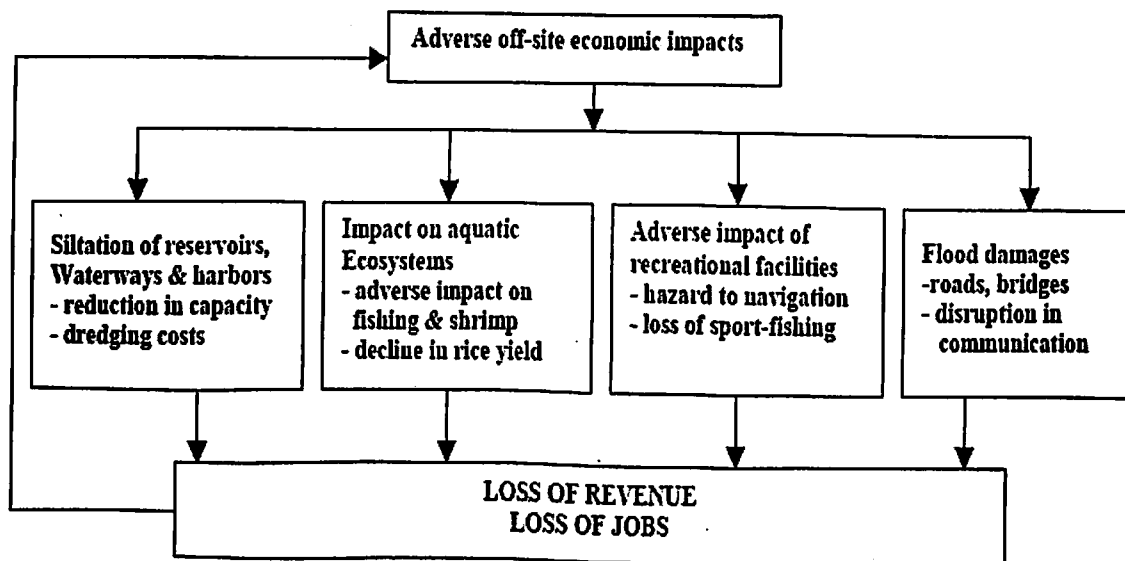 Adverse off-site economic impacts
Siltation of reservoirs,
Waterways & harbors
- reduction in capacity
- dredging costs
Impact on aquatic
Ecosystems
- adverse impact on
fishing & shrimp
- decline in rice yield
Adverse impact of
recreational facilities
- hazard to navigation
- loss of sport-fishing
Flood damages
-roads, bridges
- disruption in
communication
LOSS OF REVENUE
LOSS OF JOBS